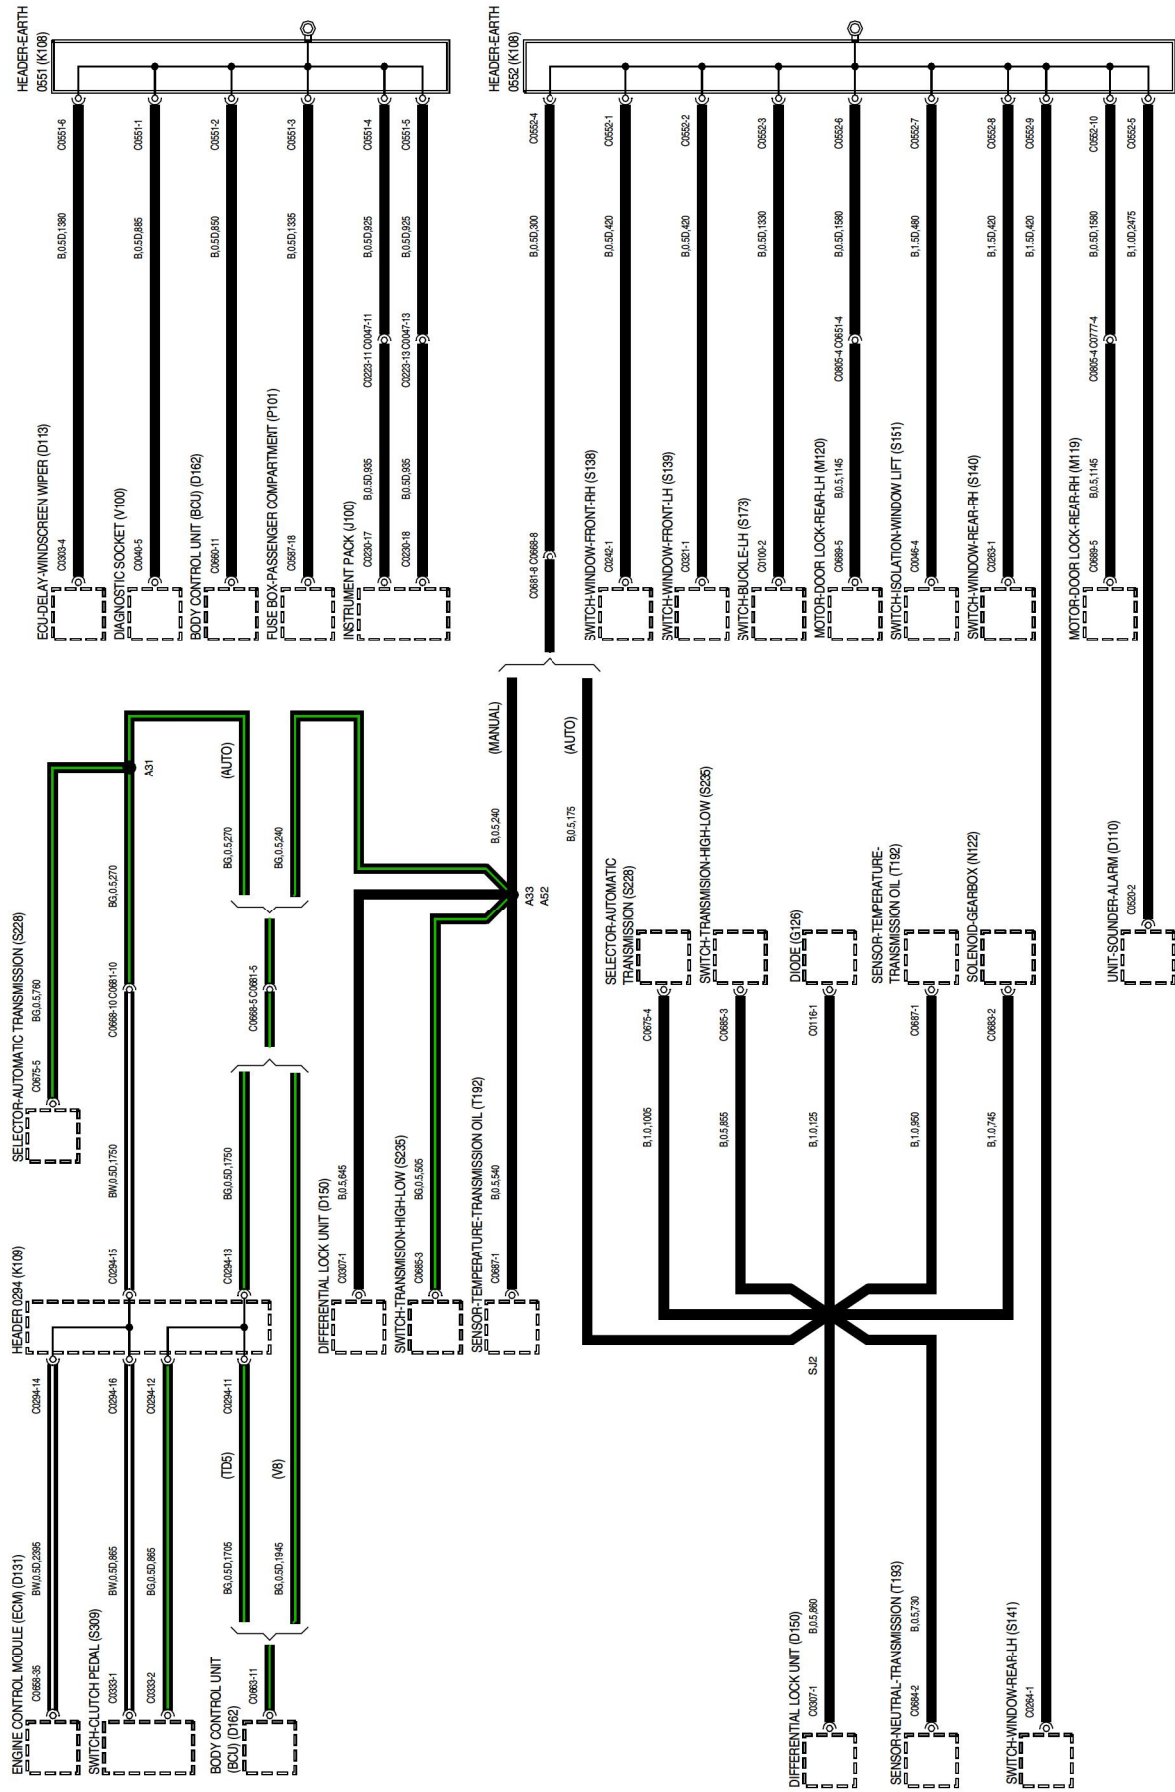 HEADER-EARTH
0551 (K108)
C0551-6
B,0.5D,1380
C0303-4
ECU-DELAY-WINDSCREEN WIPER (D113)
C0551-1
B,0.5D,885
C0040-5
DIAGNOSTIC SOCKET (V100)
C0551-2
B,0.5D,850
C0660-11
BODY CONTROL UNIT (BCU) (D162)
C0551-3
B,0.5D,1335
C0587-18
FUSE BOX-PASSENGER COMPARTMENT (P101)
C0551-4
B,0.5D,925
C0223-11 C0047-11
B,0.5D,935
C0230-17
INSTRUMENT PACK (J100)
C0551-5
B,0.5D,925
C0223-13 C0047-13
B,0.5D,935
C0230-18
HEADER-EARTH
0552 (K108)
C0552-4
B,0.5D,300
C0681-8 C0668-8
C0552-1
B,0.5D,420
C0242-1
SWITCH-WINDOW-FRONT-RH (S138)
C0552-2
B,0.5D,420
C0321-1
SWITCH-WINDOW-FRONT-LH (S139)
C0552-3
B,0.5D,1330
C0100-2
SWITCH-BUCKLE-LH (S173)
C0552-6
B,0.5D,1580
C0805-4 C0651-4
B,0.5,1145
C0689-5
MOTOR-DOOR LOCK-REAR-LH (M120)
C0552-7
B,1.5D,480
C0046-4
SWITCH-ISOLATION-WINDOW LIFT (S151)
C0552-8
B,1.5D,420
C0263-1
SWITCH-WINDOW-REAR-RH (S140)
C0552-9
B,1.5D,420
C0552-10
B,0.5D,1580
C0805-4 C0777-4
B,0.5,1145
C0689-5
MOTOR-DOOR LOCK-REAR-RH (M119)
C0552-5
B,1.0D,2475
C0520-2
UNIT-SOUNDER-ALARM (D110)
SELECTOR-AUTOMATIC TRANSMISSION (S228)
C0675-5
BG,0.5,760
A31
BG,0.5,270
C0668-10 C0681-10
BW,0.5D,1750
C0294-15
(AUTO)
BG,0.5,270
BG,0.5,240
C0668-5 C0681-5
BG,0.5D,1750
C0294-13
HEADER 0294 (K109)
C0294-14
BW,0.5D,2395
C0658-35
ENGINE CONTROL MODULE (ECM) (D131)
C0294-16
BW,0.5D,865
C0333-1
SWITCH-CLUTCH PEDAL (S309)
C0294-12
BG,0.5D,865
C0333-2
C0294-11
(TD5)
BG,0.5D,1705
(V8)
BG,0.5D,1945
C0663-11
BODY CONTROL UNIT
(BCU) (D162)
(MANUAL)
B,0.5,240
(AUTO)
B,0.5,175
A33
A52
DIFFERENTIAL LOCK UNIT (D150)
C0307-1
B,0.5,645
SWITCH-TRANSMISION-HIGH-LOW (S235)
C0685-3
BG,0.5,505
SENSOR-TEMPERATURE-TRANSMISSION OIL (T192)
C0687-1
B,0.5,540
SELECTOR-AUTOMATIC
TRANSMISSION (S228)
C0675-4
B,1.0,1005
SWITCH-TRANSMISION-HIGH-LOW (S235)
C0685-3
B,0.5,855
DIODE (G126)
C0116-1
B,1.0,125
SENSOR-TEMPERATURE-
TRANSMISSION OIL (T192)
C0687-1
B,1.0,950
SOLENOID-GEARBOX (N122)
C0683-2
B,1.0,745
SJ2
DIFFERENTIAL LOCK UNIT (D150)
C0307-1
B,0.5,860
SENSOR-NEUTRAL-TRANSMISSION (T193)
C0684-2
B,0.5,730
SWITCH-WINDOW-REAR-LH (S141)
C0264-1